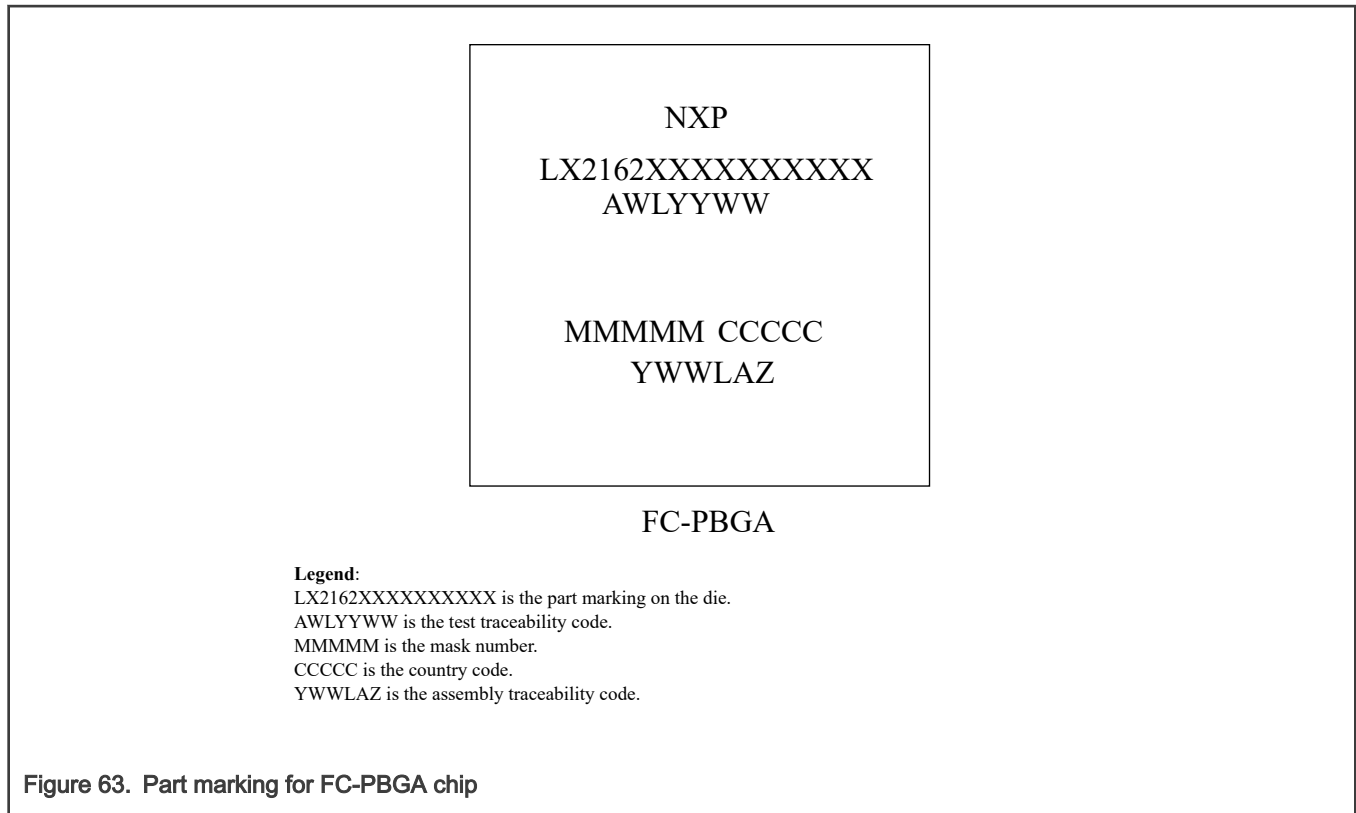 NXP
LX2162XXXXXXXXXX
AWLYYWW
MMMMM CCCCC
YWWLAZ
FC-PBGA
Legend:
LX2162XXXXXXXXXX is the part marking on the die.
AWLYYWW is the test traceability code.
MMMMM is the mask number.
CCCCC is the country code.
YWWLAZ is the assembly traceability code.
Figure 63. Part marking for FC-PBGA chip